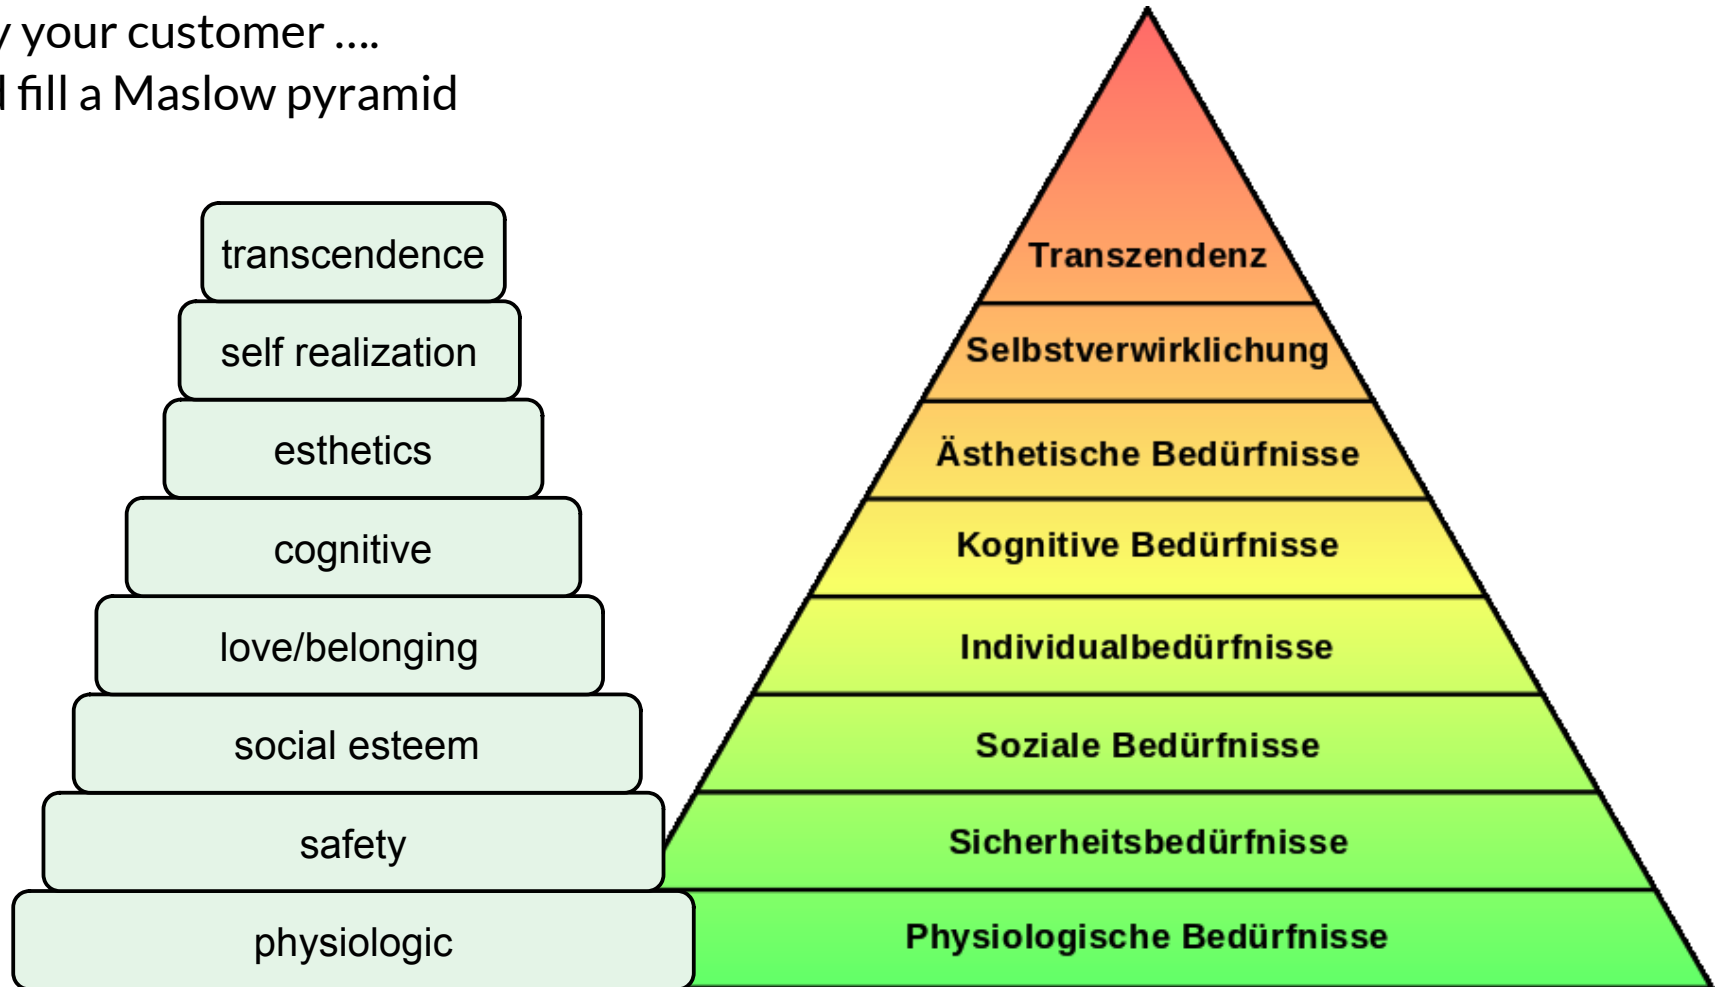 your customer ....
fill a Maslow pyramid
transcendence
self realization
esthetics
cognitive
love/belonging
social esteem
safety
physiologic
Transzendenz
Selbstverwirklichung
Ästhetische Bedürfnisse
Kognitive Bedürfnisse
Individualbedürfnisse
Soziale Bedürfnisse
Sicherheitsbedürfnisse
Physiologische Bedürfnisse